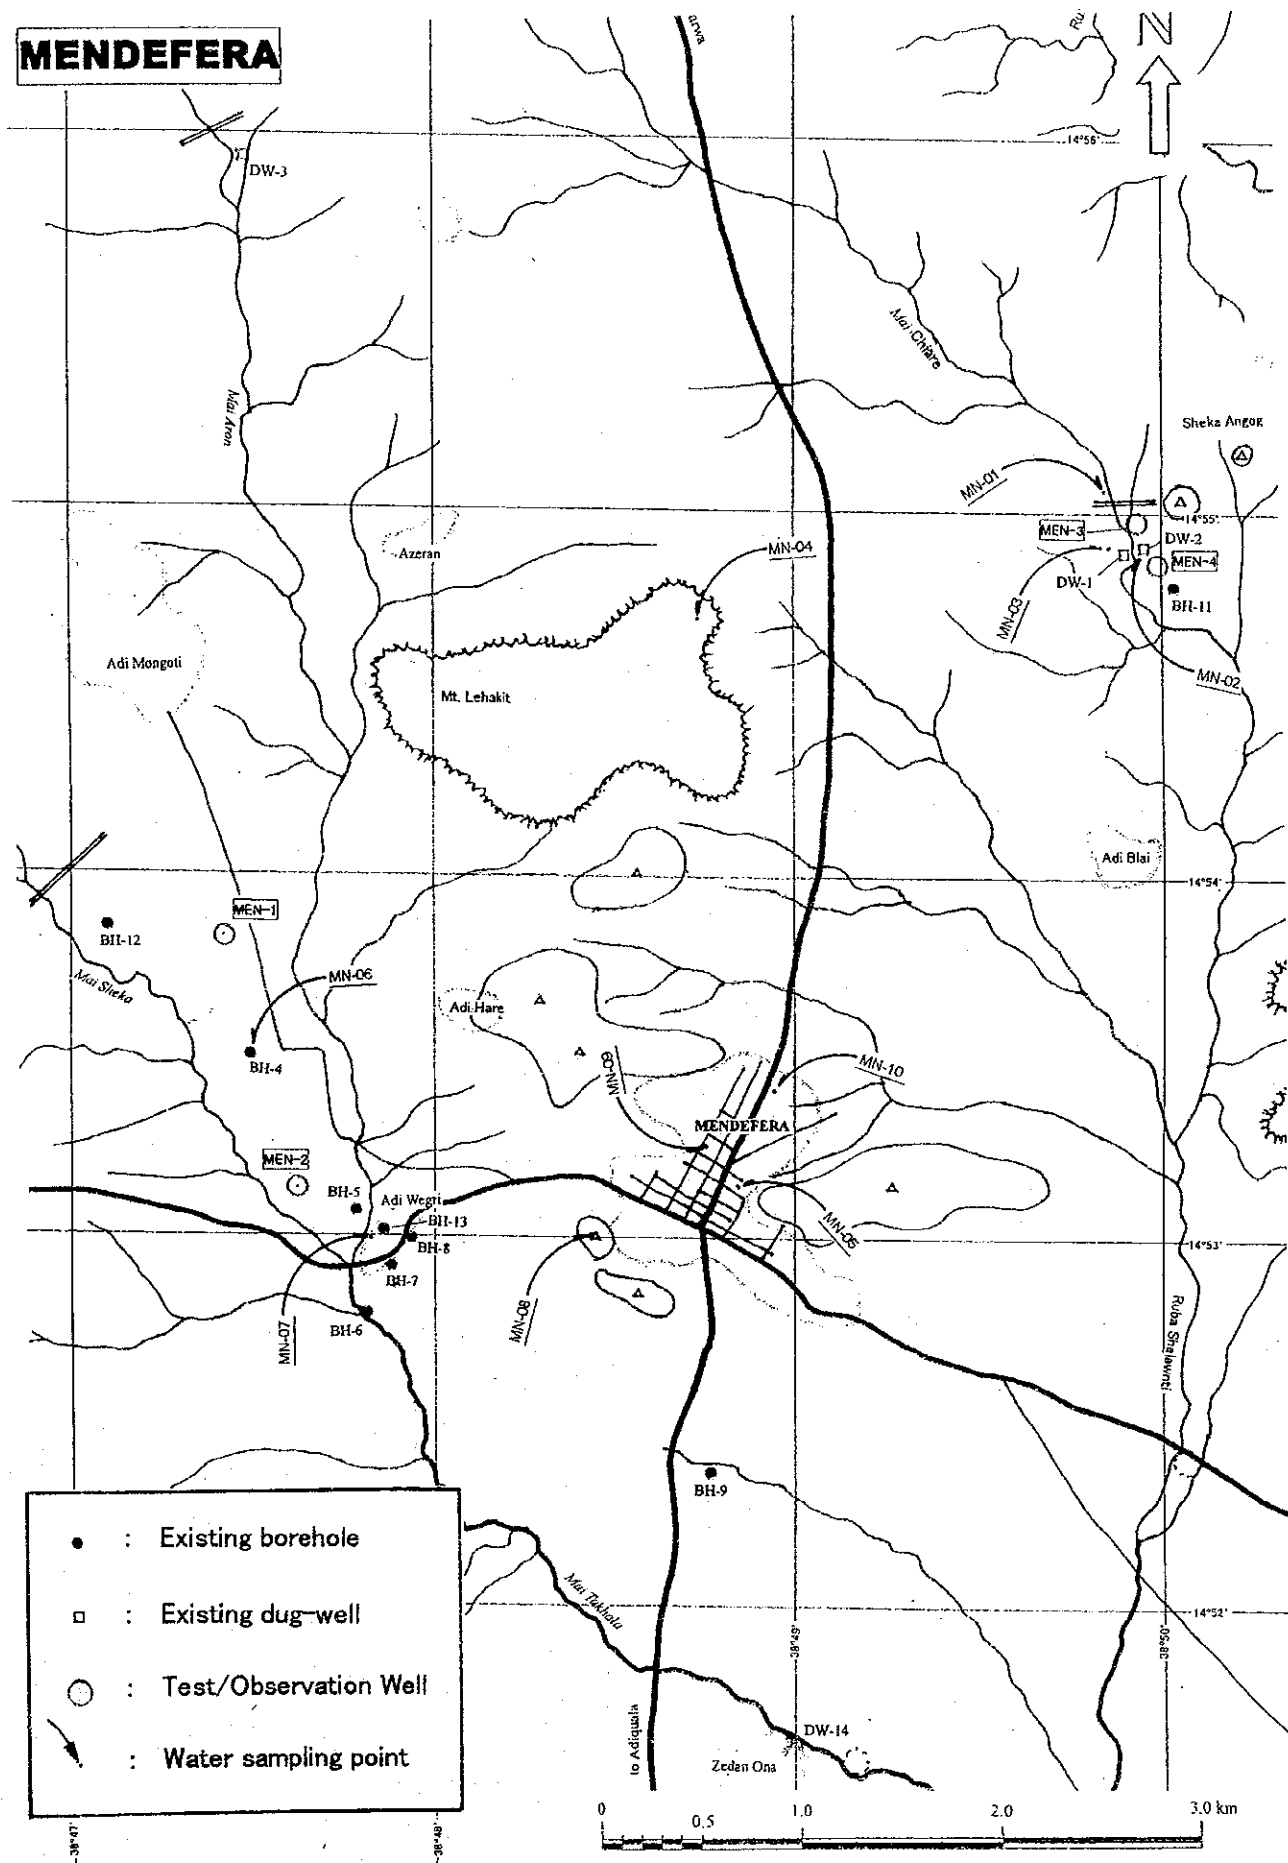 MENDEFERA
N
14°56'
DW-3
Mai Chifare
Mai Aron
Sheka Angog
MN-01
14°55'
MEN-3
DW-2
MEN-4
DW-1
BH-11
Azeran
MN-04
MN-03
MN-02
Adi Mongoti
Mt. Lehakit
Adi Blai
14°54'
MEN-1
BH-12
Mai Sheka
MN-06
Adi Hare
BH-4
MN-09
MN-10
MENDEFERA
MEN-2
BH-5
Adi Wegri
BH-13
BH-8
MN-05
14°53'
BH-7
BH-6
MN-07
MN-08
Ruba Shalawnti
BH-9
● : Existing borehole
□ : Existing dug-well
○ : Test/Observation Well
: Water sampling point
Mai Tukhola
14°52'
38°49'
38°50'
to Adiquala
DW-14
Zedan Ona
0 0.5 1.0 2.0 3.0 km
38°47'
38°48'